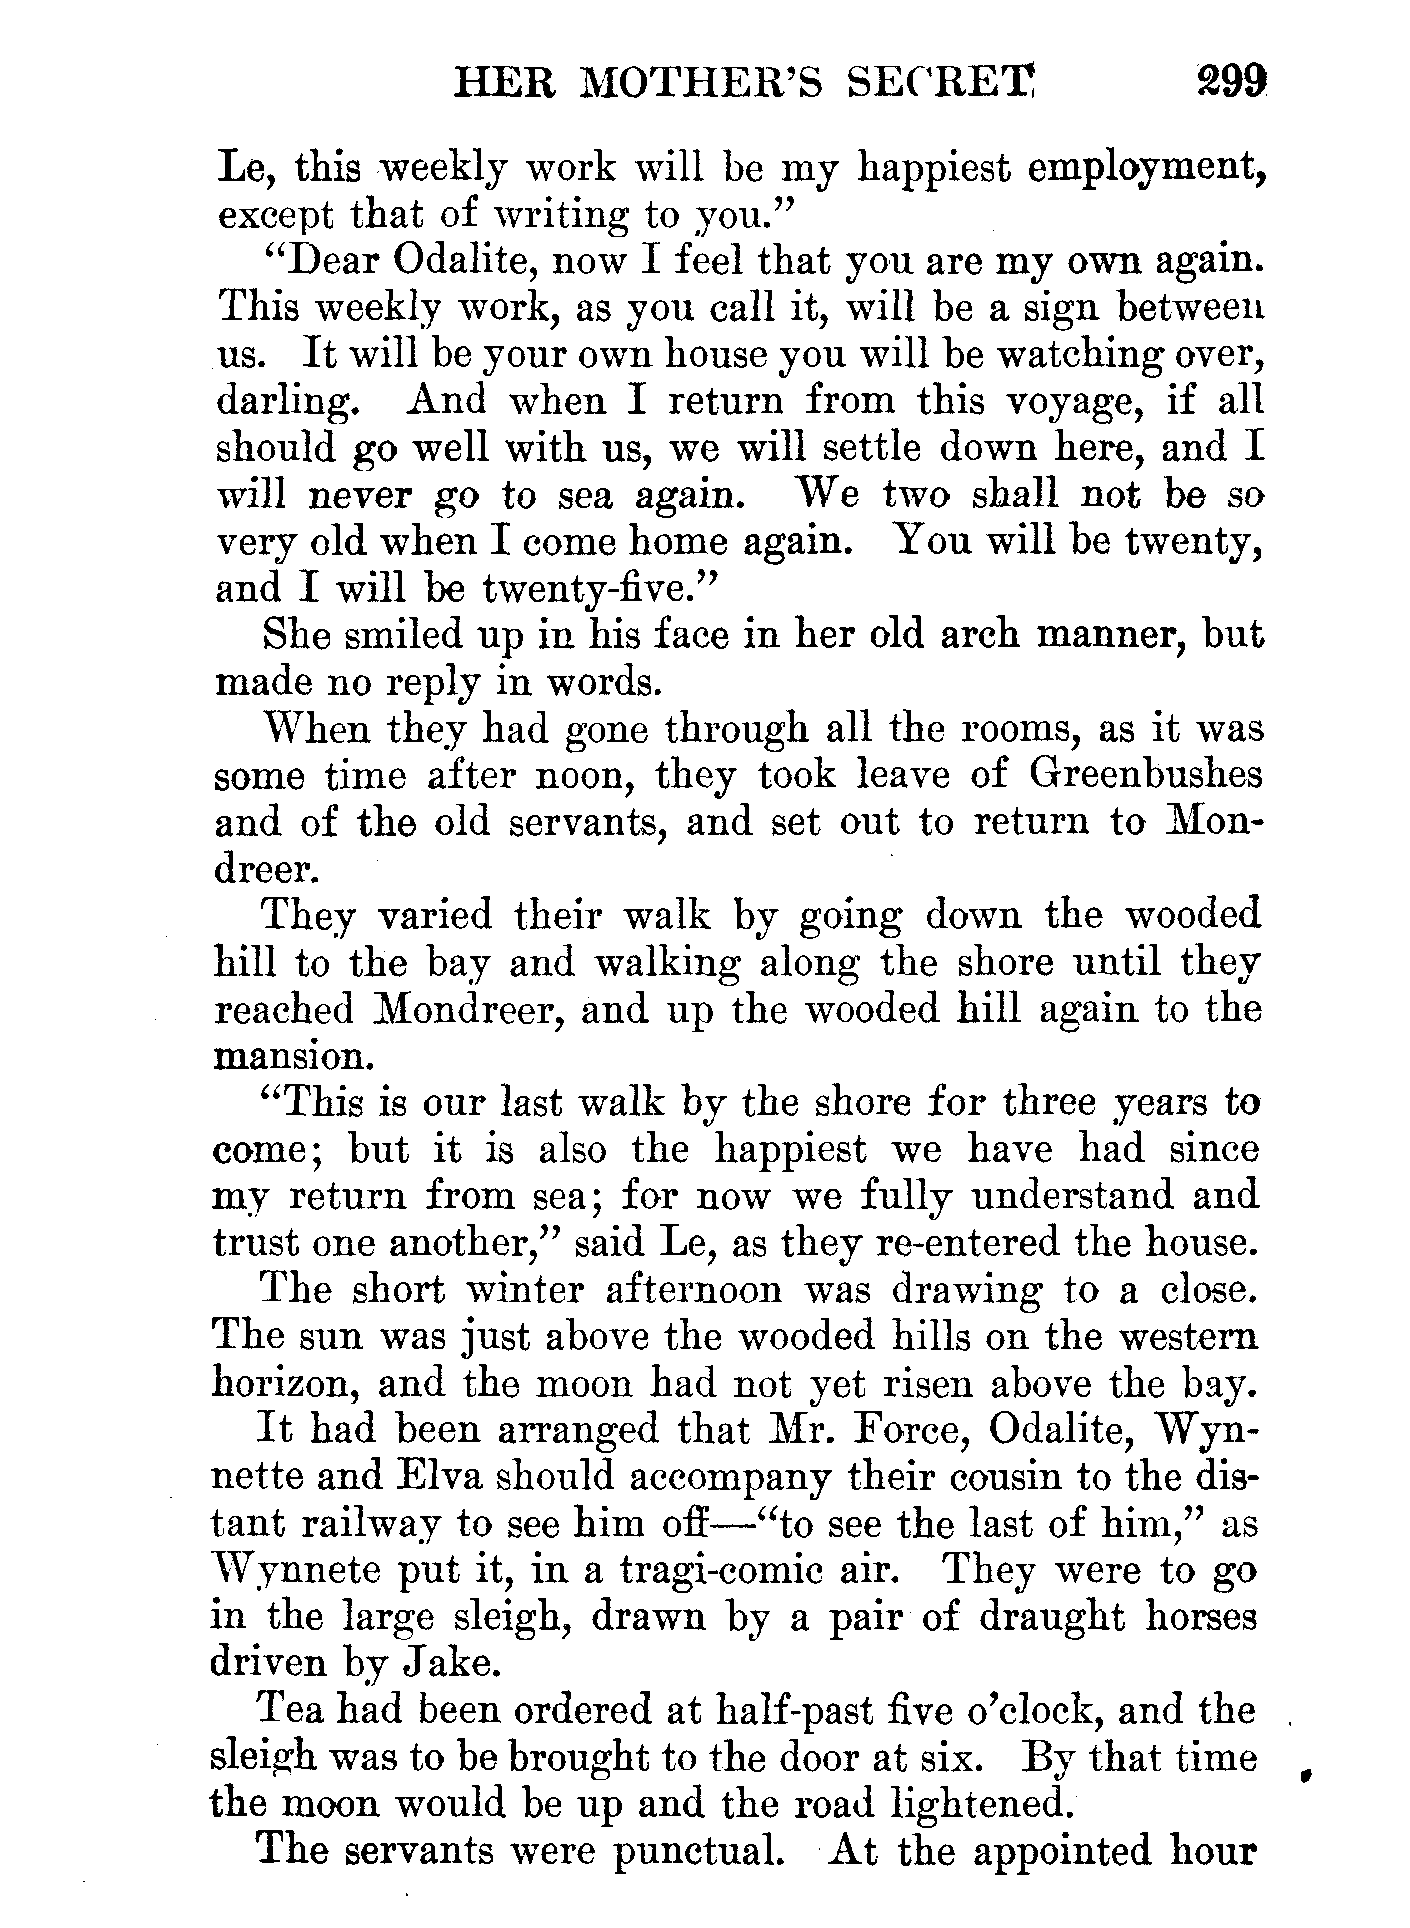 HER MOTHER'S SECRET 299
Le, this weekly work will be my happiest employment,
except that of writing to you.”
“Dear Odalite, now I feel that you are my own again.
This weekly work, as you call it, will be a sign between
us. It will be your own house you will be watching over,
darling. And when I return from this voyage, if all
should go well with us, we will settle down here, and I
will never go to sea again. We two shall not be so
very old when I come home again. You will be twenty,
and I will be twenty-five.”
She smiled up in his face in her old arch manner, but
made no reply in words.
When they had gone through all the rooms, as it was
some time after noon, they took leave of Greenbushes
and of the old servants, and set out to return to Mon-
dreer.
They varied their walk by going down the wooded
hill to the bay and walking along the shore until they
reached Mondreer, and up the wooded hill again to the
mansion.
“This is our last walk by the shore for three years to
come; but it is also the happiest we have had since
my return from sea; for now we fully understand and
trust one another,” said Le, as they re-entered the house.
The short winter afternoon was drawing to a close.
The sun was just above the wooded hills on the western
horizon, and the moon had not yet risen above the bay.
It had been arranged that Mr. Force, Odalite, Wyn-
nette and Elva should accompany their cousin to the dis-
tant railway to see him off—“to see the last of him,” as
Wynnete put it, in a tragi-comic air. They were to go
in the large sleigh, drawn by a pair of draught horses
driven by Jake.
Tea had been ordered at half-past five o'clock, and the
sleigh was to be brought to the door at six. By that time
the moon would be up and the road lightened.
The servants were punctual. At the appointed hour